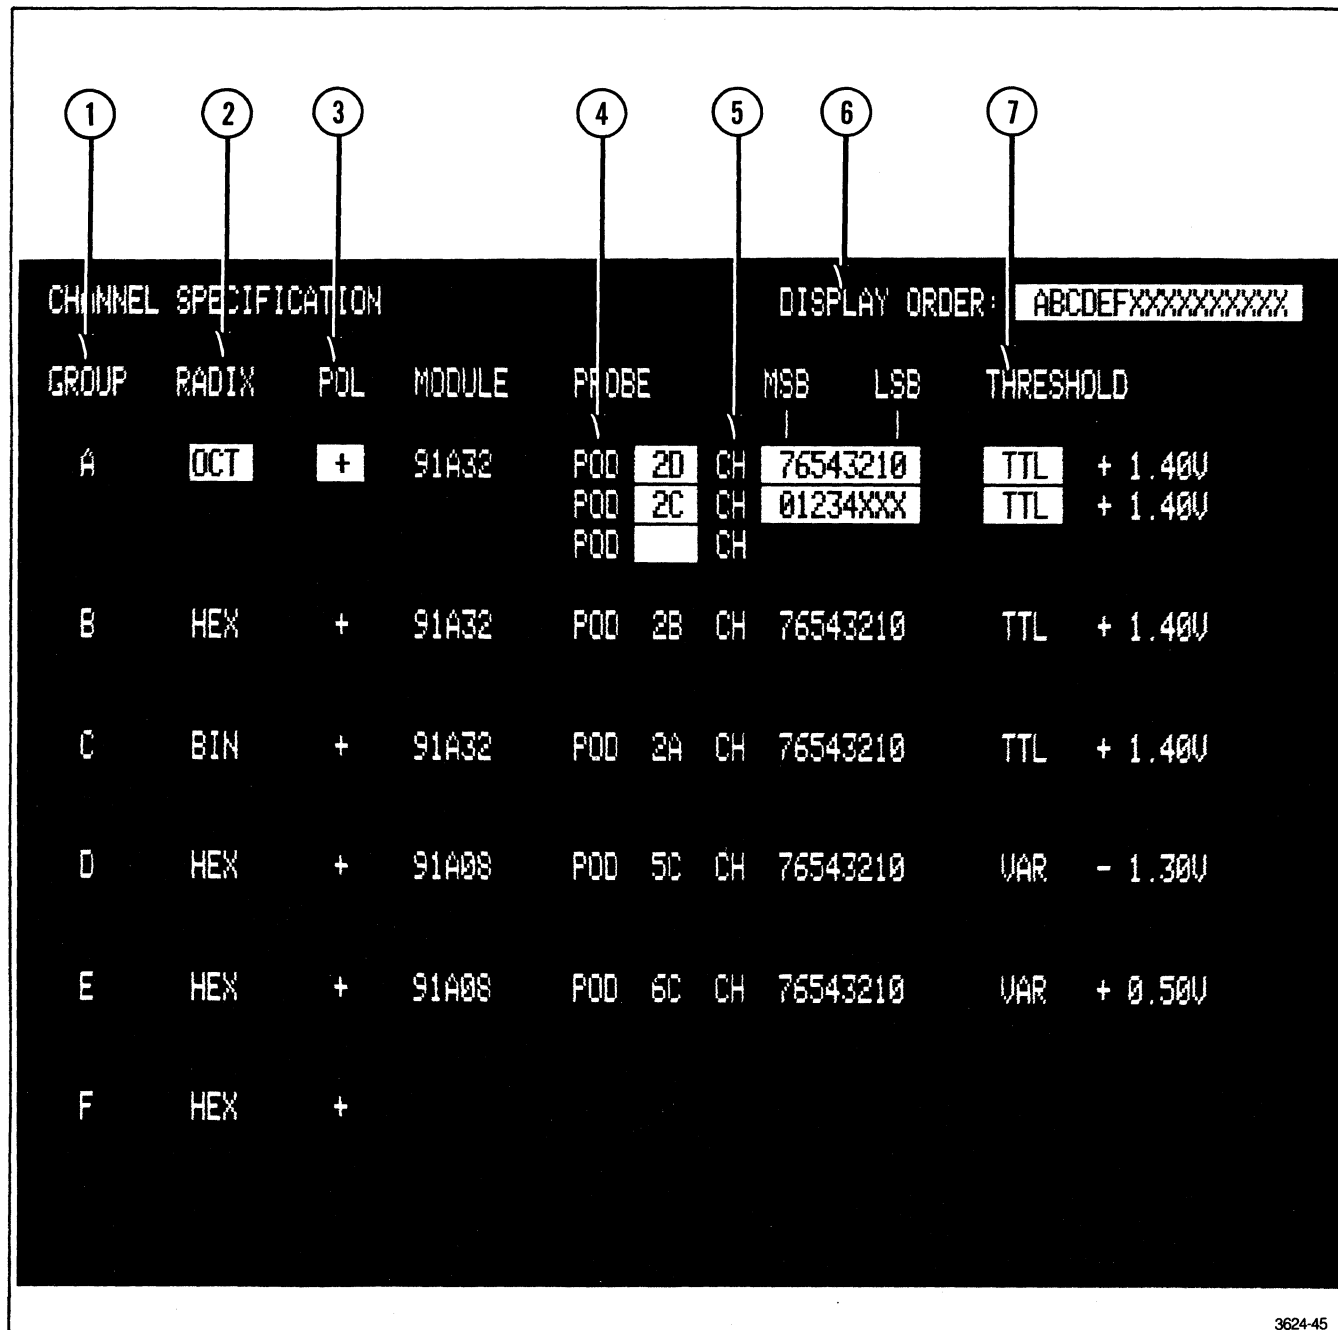 1 2 3 4 5 6 7
CHANNEL SPECIFICATION DISPLAY ORDER: ABCDEFXXXXXXXXXX
GROUP RADIX POL MODULE PROBE MSB LSB THRESHOLD
A OCT + 91A32 POD 2D CH 76543210 TTL + 1.40V
POD 2C CH 01234XXX TTL + 1.40V
POD CH
B HEX + 91A32 POD 2B CH 76543210 TTL + 1.40V
C BIN + 91A32 POD 2A CH 76543210 TTL + 1.40V
D HEX + 91A08 POD 5C CH 76543210 VAR - 1.30V
E HEX + 91A08 POD 6C CH 76543210 VAR + 0.50V
F HEX +
3624-45